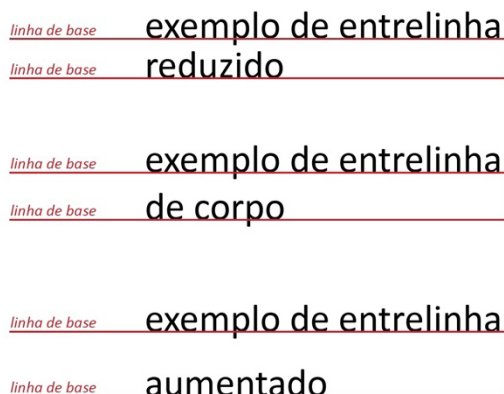 linha de base exemplo de entrelinha
linha de base reduzido
linha de base exemplo de entrelinha
linha de base de corpo
linha de base exemplo de entrelinha
linha de base aumentado